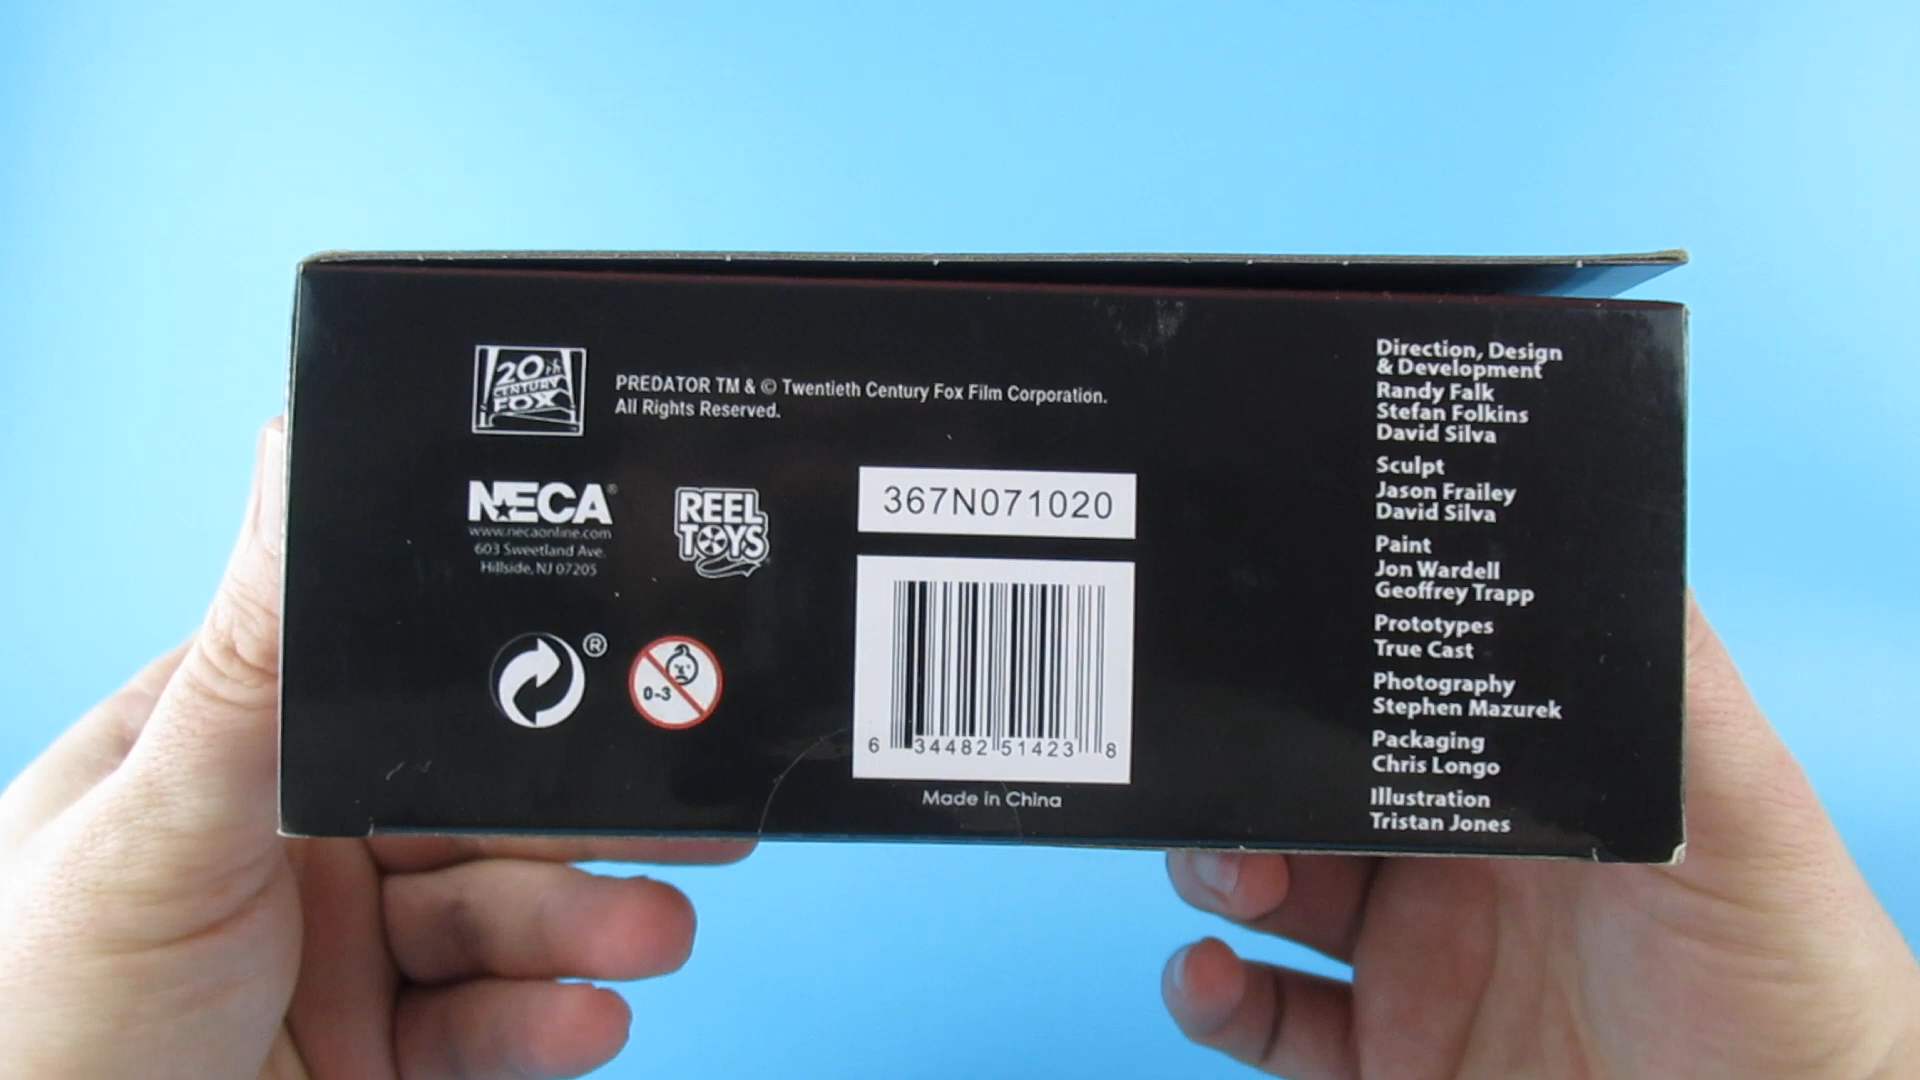 20th
CENTURY
FOX
PREDATOR TM & © Twentieth Century Fox Film Corporation.
All Rights Reserved.
NECA®
www.necaonline.com
603 Sweetland Ave.
Hillside, NJ 07205
REEL
TOYS
®
0-3
367N071020
6 34482 51423 8
Made in China
Direction, Design
& Development
Randy Falk
Stefan Folkins
David Silva
Sculpt
Jason Frailey
David Silva
Paint
Jon Wardell
Geoffrey Trapp
Prototypes
True Cast
Photography
Stephen Mazurek
Packaging
Chris Longo
Illustration
Tristan Jones